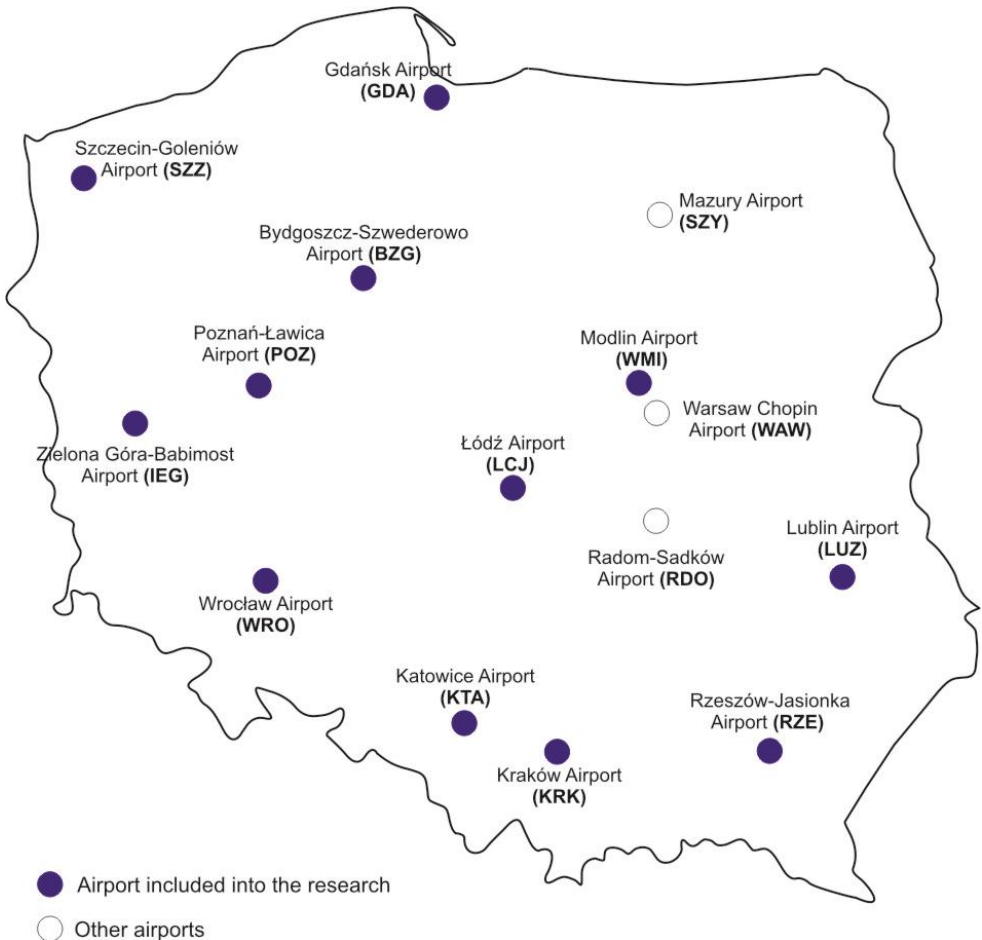 Gdańsk Airport
(GDA)
Szczecin-Goleniów
Airport (SZZ)
Mazury Airport
(SZY)
Bydgoszcz-Szwederowo
Airport (BZG)
Poznań-Ławica
Airport (POZ)
Modlin Airport
(WMI)
Warsaw Chopin
Airport (WAW)
Łódź Airport
(LCJ)
Zielona Góra-Babimost
Airport (IEG)
Lublin Airport
(LUZ)
Radom-Sadków
Airport (RDO)
Wrocław Airport
(WRO)
Katowice Airport
(KTA)
Rzeszów-Jasionka
Airport (RZE)
Kraków Airport
(KRK)
Airport included into the research
Other airports